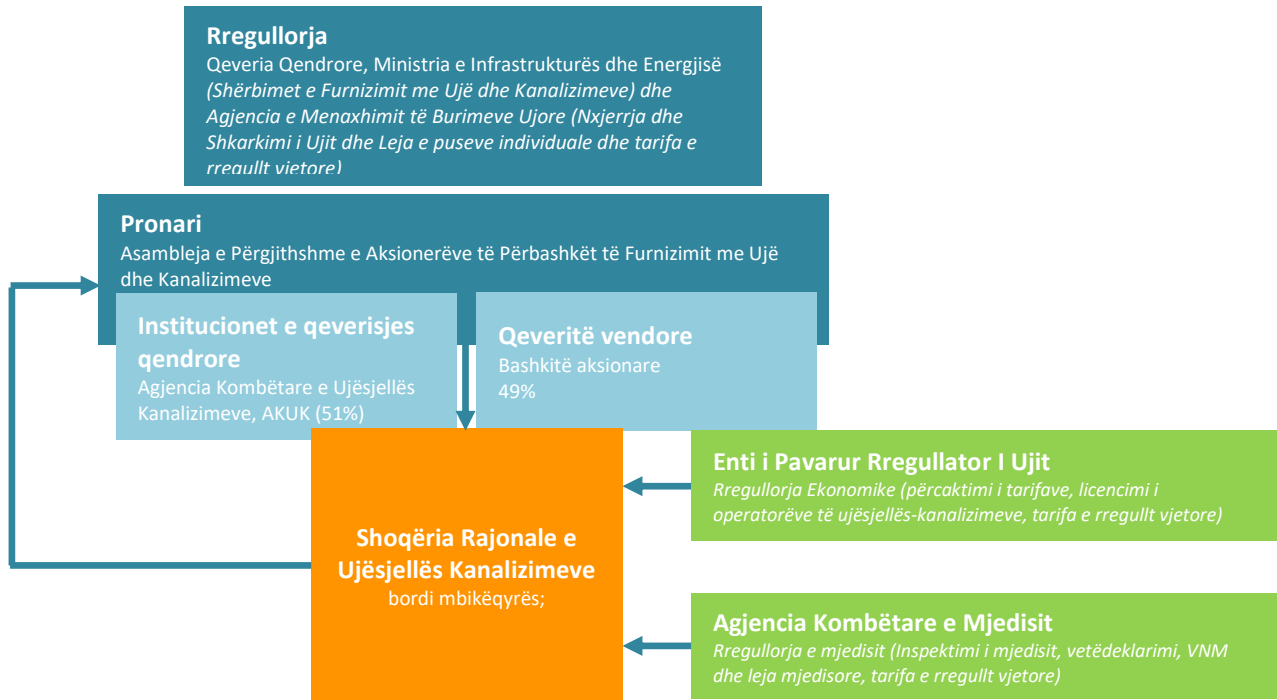 Rregullorja
Qeveria Qendrore, Ministria e Infrastrukturës dhe Energjisë
(Shërbimet e Furnizimit me Ujë dhe Kanalizimeve) dhe
Agjencia e Menaxhimit të Burimeve Ujore (Nxjerrja dhe
Shkarkimi i Ujit dhe Leja e puseve individuale dhe tarifa e
rregullt vjetore)
Pronari
Asambleja e Përgjithshme e Aksionerëve të Përbashkët të Furnizimit me Ujë
dhe Kanalizimeve
Institucionet e qeverisjes
qendrore
Agjencia Kombëtare e Ujësjellës
Kanalizimeve, AKUK (51%)
Qeveritë vendore
Bashkitë aksionare
49%
Shoqëria Rajonale e
Ujësjellës Kanalizimeve
bordi mbikëqyrës;
Enti i Pavarur Rregullator I Ujit
Rregullorja Ekonomike (përcaktimi i tarifave, licencimi i
operatorëve të ujësjellës-kanalizimeve, tarifa e rregullt vjetore)
Agjencia Kombëtare e Mjedisit
Rregullorja e mjedisit (Inspektimi i mjedisit, vetëdeklarimi, VNM
dhe leja mjedisore, tarifa e rregullt vjetore)